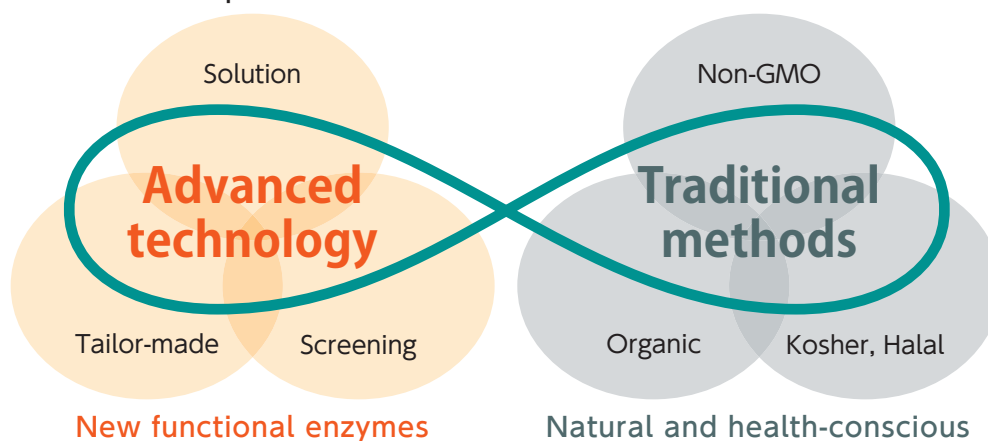 Solution
Advanced
technology
Tailor-made
Screening
New functional enzymes
Non-GMO
Traditional
methods
Organic
Kosher, Halal
Natural and health-conscious